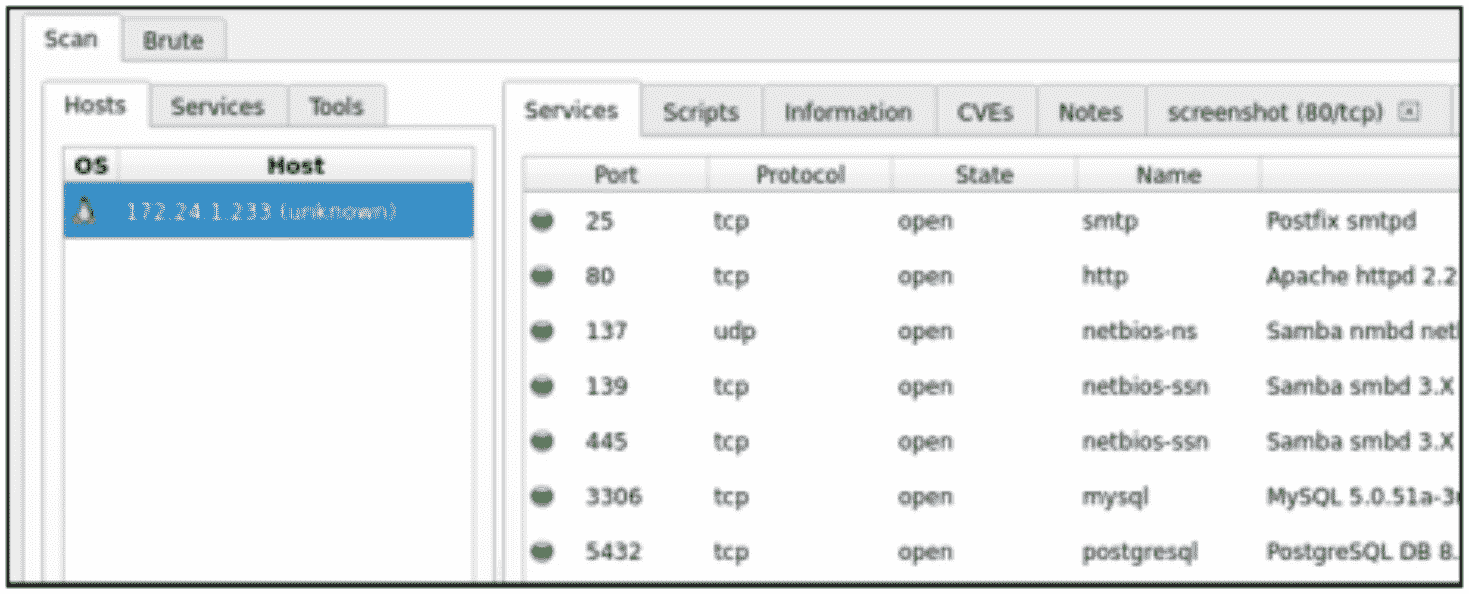 Scan Brute
Hosts Services Tools
OS Host
172.24.1.233 (unknown)
Services Scripts Information CVEs Notes screenshot (80/tcp)
Port Protocol State Name
25 tcp open smtp Postfix smtpd
80 tcp open http Apache httpd 2.2
137 udp open netbios-ns Samba nmbd net
139 tcp open netbios-ssn Samba smbd 3.X
445 tcp open netbios-ssn Samba smbd 3.X
3306 tcp open mysql MySQL 5.0.51a-3
5432 tcp open postgresql PostgreSQL DB 8.